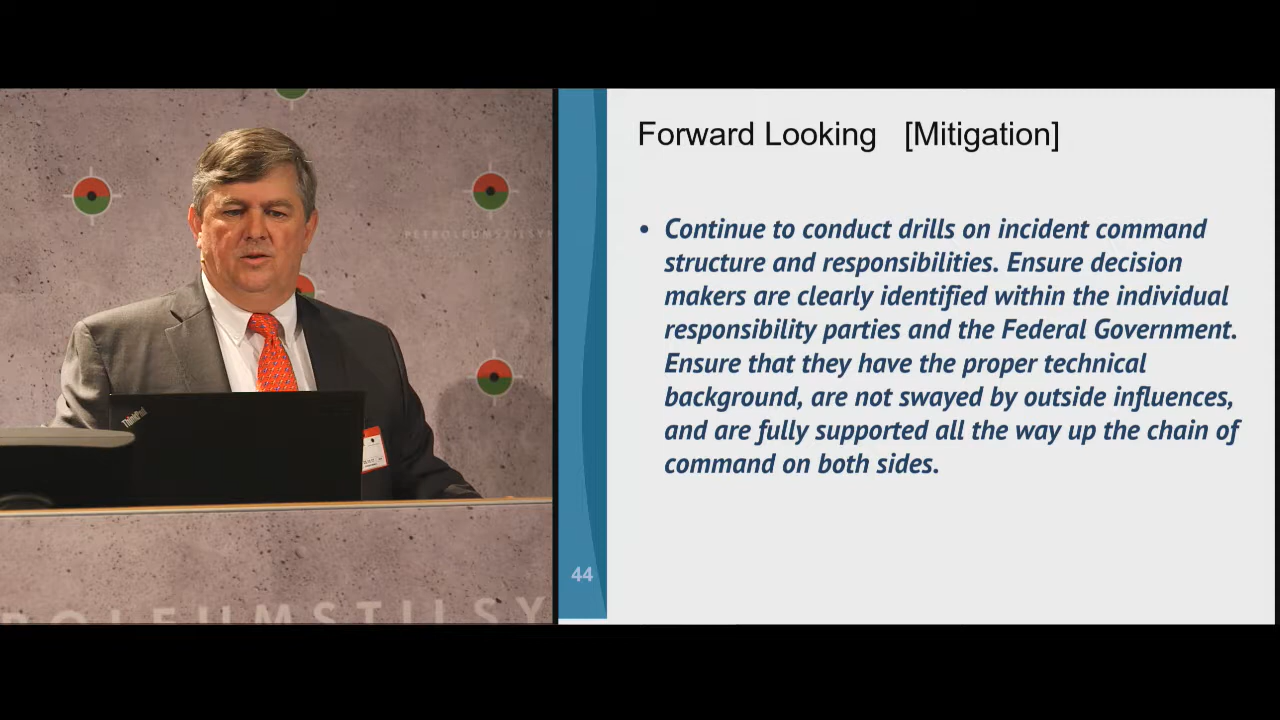 Forward Looking [Mitigation]
• Continue to conduct drills on incident command
structure and responsibilities. Ensure decision
makers are clearly identified within the individual
responsibility parties and the Federal Government.
Ensure that they have the proper technical
background, are not swayed by outside influences,
and are fully supported all the way up the chain of
command on both sides.
44
PETROLEUMSTILSYN
ThinkPad
ROLEUMSTILSY